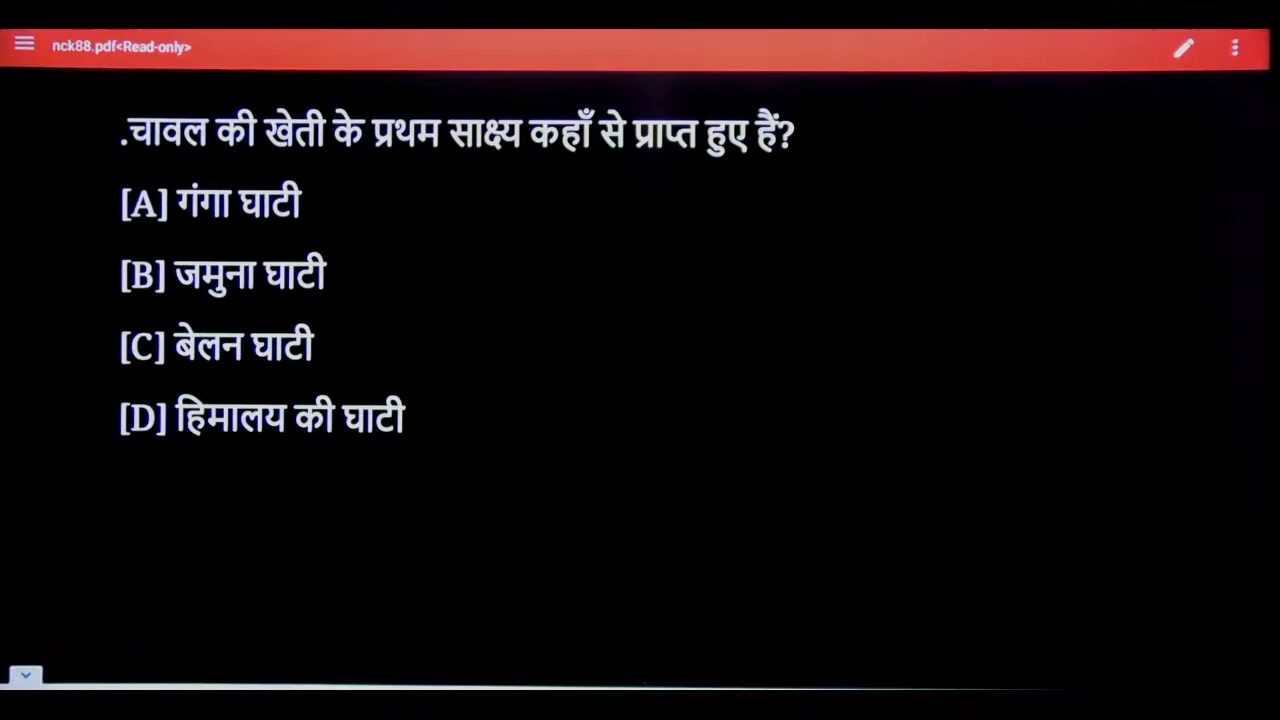 nck88.pdf<Read-only>
.चावल की खेती के प्रथम साक्ष्य कहाँ से प्राप्त हुए हैं?
[A] गंगा घाटी
[B] जमुना घाटी
[C] बेलन घाटी
[D] हिमालय की घाटी